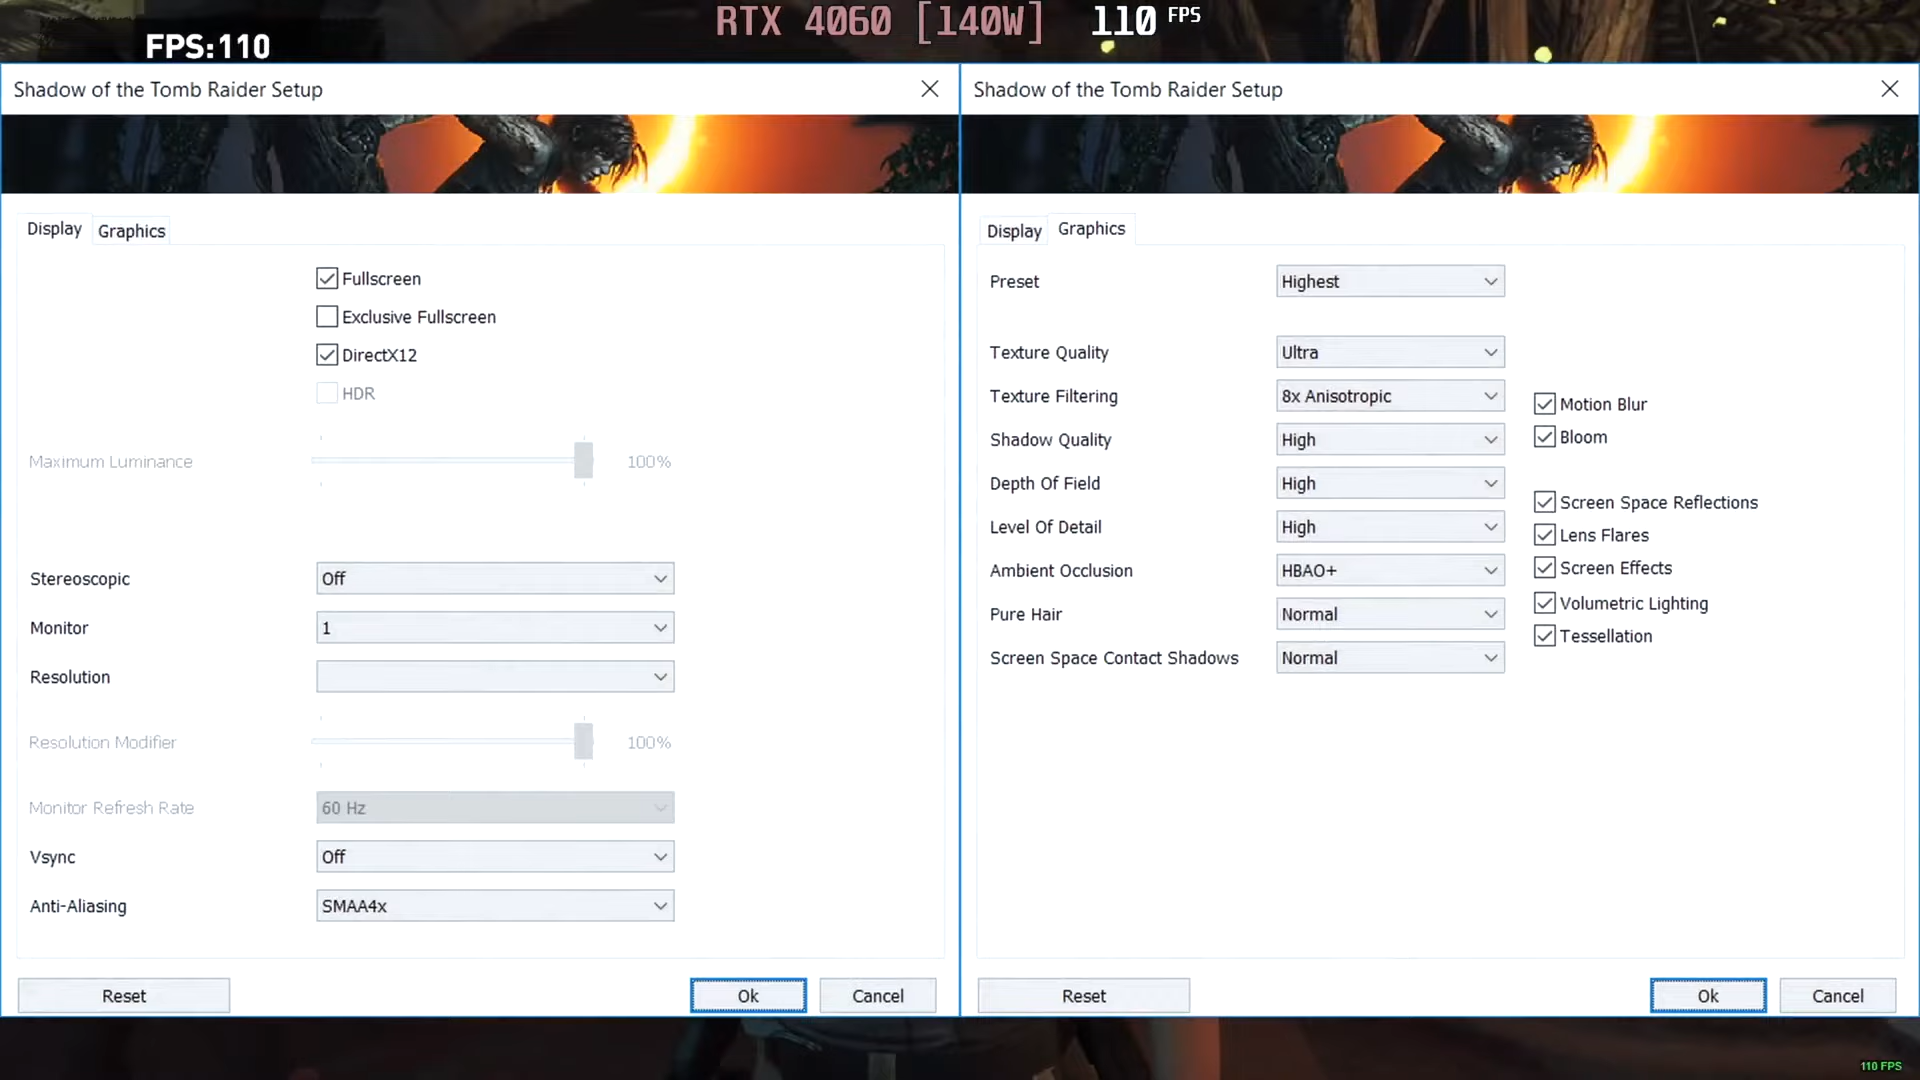 RTX 4060 [140W] 110 FPS
FPS:110
Shadow of the Tomb Raider Setup
Display Graphics
Fullscreen
Exclusive Fullscreen
DirectX12
HDR
Maximum Luminance 100%
Stereoscopic Off
Monitor 1
Resolution
Resolution Modifier 100%
Monitor Refresh Rate 60 Hz
Vsync Off
Anti-Aliasing SMAA4x
Reset Ok Cancel
Shadow of the Tomb Raider Setup
Display Graphics
Preset Highest
Texture Quality Ultra
Texture Filtering 8x Anisotropic
Shadow Quality High
Depth Of Field High
Level Of Detail High
Ambient Occlusion HBAO+
Pure Hair Normal
Screen Space Contact Shadows Normal
Motion Blur
Bloom
Screen Space Reflections
Lens Flares
Screen Effects
Volumetric Lighting
Tessellation
Reset Ok Cancel
110 FPS